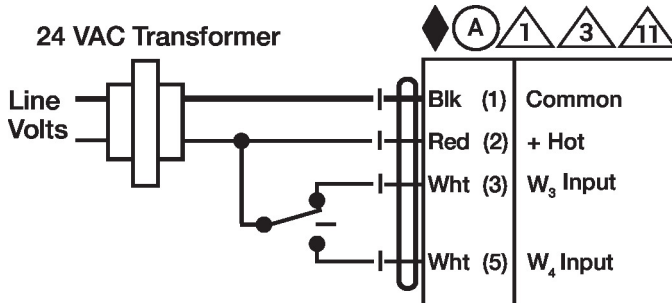 A 1 3 11
24 VAC Transformer
Line
Volts
Blk (1) Common
Red (2) + Hot
Wht (3) W3 Input
Wht (5) W4 Input